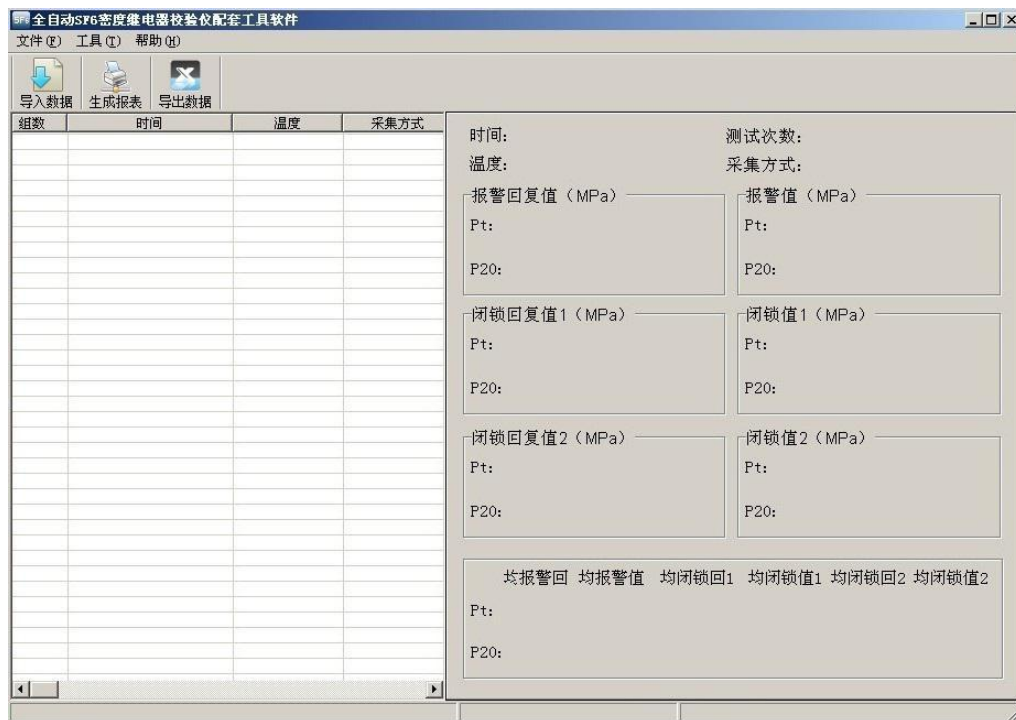 SF6 全自动SF6密度继电器校验仪配套工具软件
文件(F) 工具(T) 帮助(H)
导入数据 生成报表 导出数据
组数 时间 温度 采集方式
时间: 测试次数:
温度: 采集方式:
报警回复值（MPa） 报警值（MPa）
Pt: Pt:
P20: P20:
闭锁回复值1（MPa） 闭锁值1（MPa）
Pt: Pt:
P20: P20:
闭锁回复值2（MPa） 闭锁值2（MPa）
Pt: Pt:
P20: P20:
均报警回 均报警值 均闭锁回1 均闭锁值1 均闭锁回2 均闭锁值2
Pt:
P20: